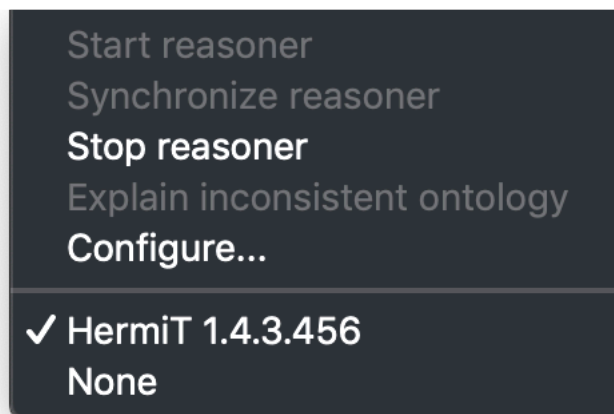 Start reasoner
Synchronize reasoner
Stop reasoner
Explain inconsistent ontology
Configure...
✓ HermiT 1.4.3.456
None